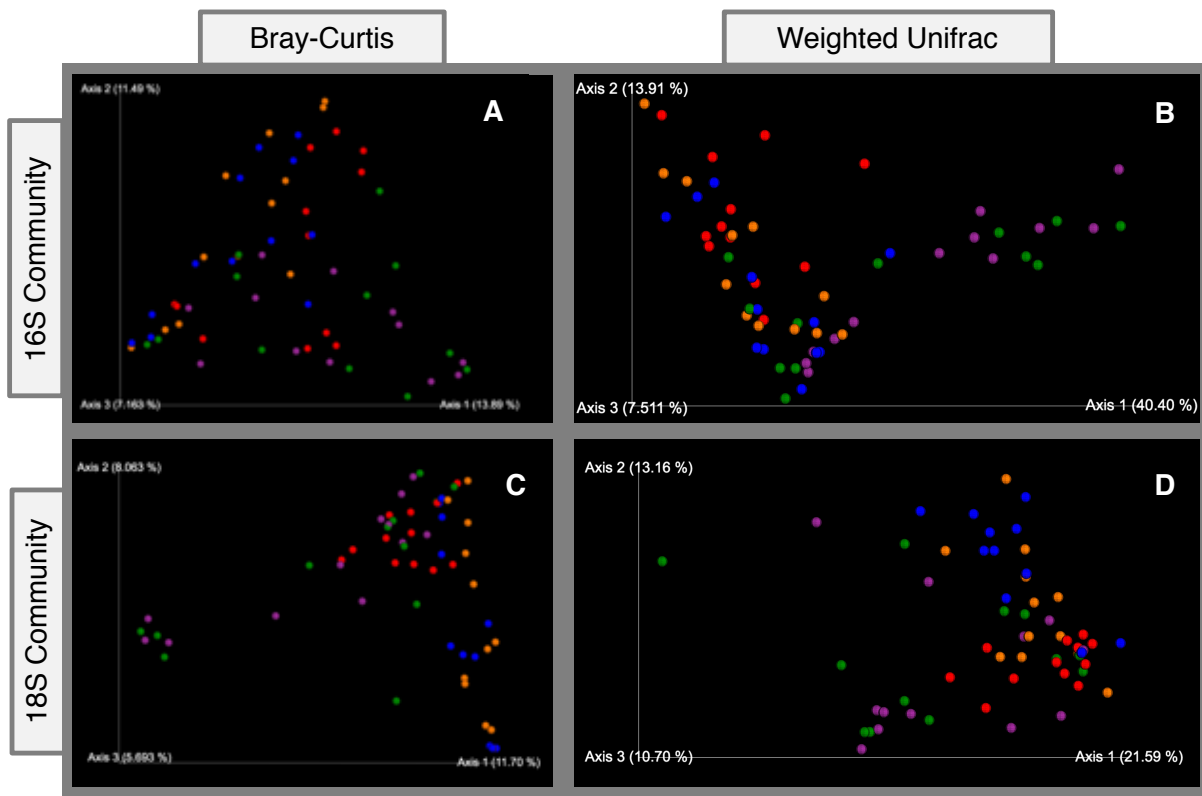 Bray-Curtis
Weighted Unifrac
16S Community
18S Community
Axis 2 (11.49 %)
A
Axis 3 (7.163 %)
Axis 1 (13.89 %)
Axis 2 (13.91 %)
B
Axis 3 (7.511 %)
Axis 1 (40.40 %)
Axis 2 (8.063 %)
C
Axis 3 (5.693 %)
Axis 1 (11.70 %)
Axis 2 (13.16 %)
D
Axis 3 (10.70 %)
Axis 1 (21.59 %)